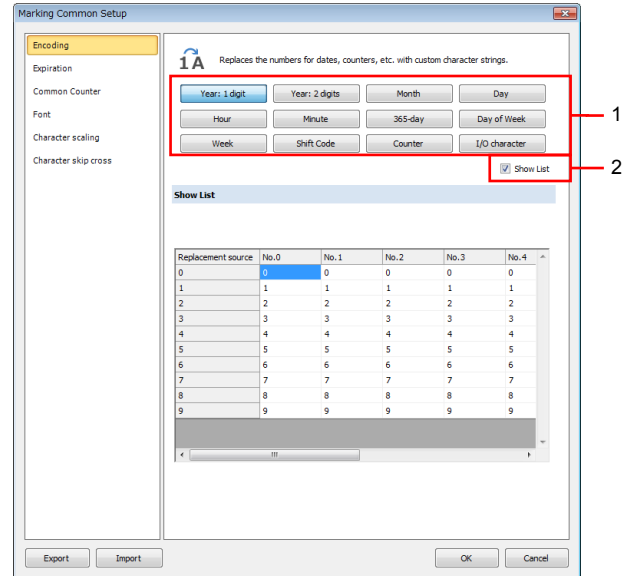 Marking Common Setup
Encoding
Expiration
Common Counter
Font
Character scaling
Character skip cross
1 A Replaces the numbers for dates, counters, etc. with custom character strings.
Year: 1 digit Year: 2 digits Month Day
Hour Minute 365-day Day of Week
Week Shift Code Counter I/O character
1
Show List
2
Show List
Replacement source No.0 No.1 No.2 No.3 No.4
0 0 0 0 0 0
1 1 1 1 1 1
2 2 2 2 2 2
3 3 3 3 3 3
4 4 4 4 4 4
5 5 5 5 5 5
6 6 6 6 6 6
7 7 7 7 7 7
8 8 8 8 8 8
9 9 9 9 9 9
Export Import OK Cancel